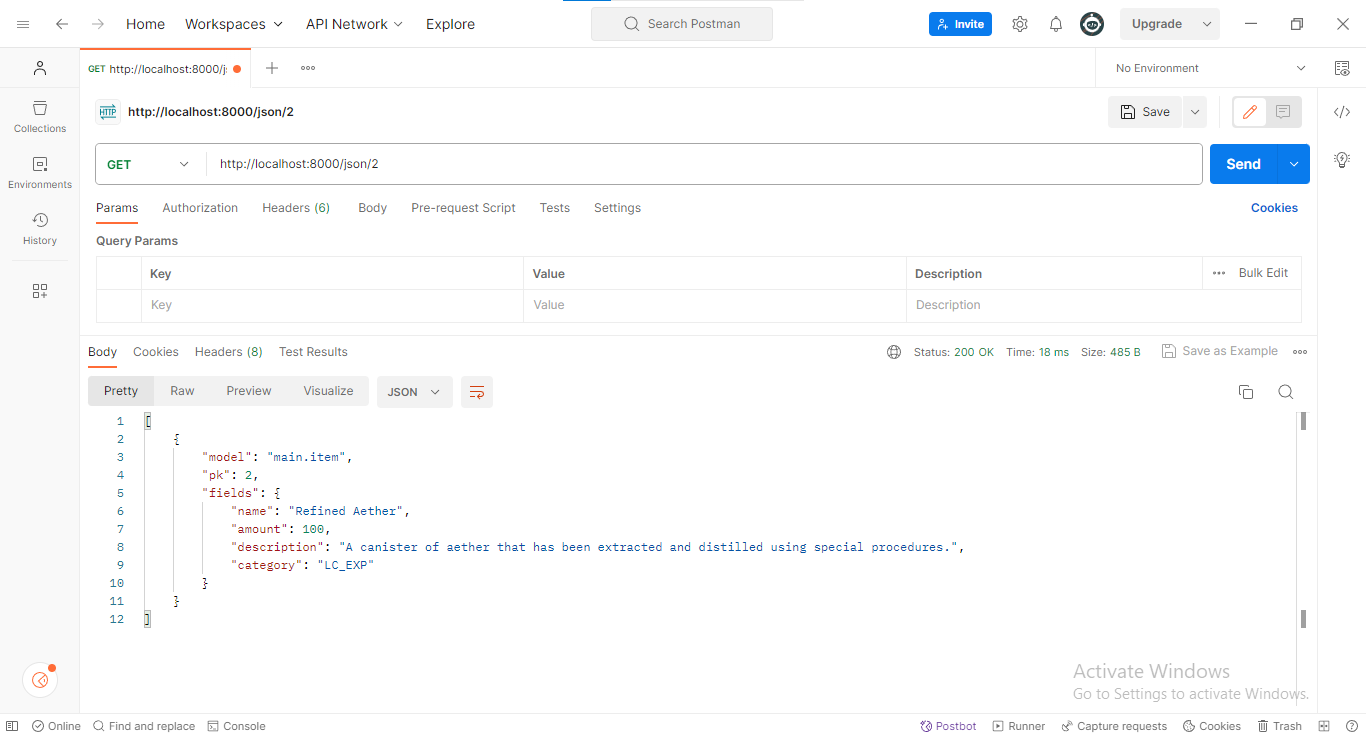 Home Workspaces API Network Explore Search Postman Invite Upgrade
GET http://localhost:8000/j No Environment
HTTP http://localhost:8000/json/2 Save
Collections
GET http://localhost:8000/json/2 Send
Environments
Params Authorization Headers (6) Body Pre-request Script Tests Settings Cookies
History
Query Params
Key Value Description Bulk Edit
Key Value Description
Body Cookies Headers (8) Test Results Status: 200 OK Time: 18 ms Size: 485 B Save as Example
Pretty Raw Preview Visualize JSON
1 [
2 {
3 "model": "main.item",
4 "pk": 2,
5 "fields": {
6 "name": "Refined Aether",
7 "amount": 100,
8 "description": "A canister of aether that has been extracted and distilled using special procedures.",
9 "category": "LC_EXP"
10 }
11 }
12 ]
Activate Windows
Go to Settings to activate Windows.
Online Find and replace Console Postbot Runner Capture requests Cookies Trash